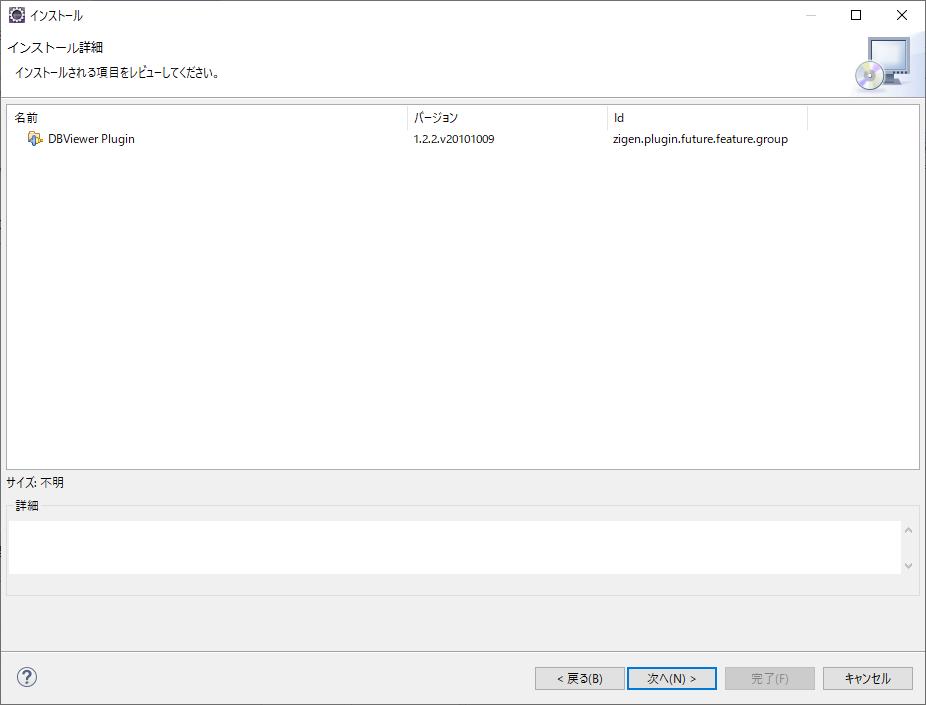 インストール
インストール詳細
インストールされる項目をレビューしてください。
名前 バージョン Id
DBViewer Plugin 1.2.2.v20101009 zigen.plugin.future.feature.group
サイズ: 不明
詳細
?
< 戻る(B) 次へ(N) > 完了(F) キャンセル